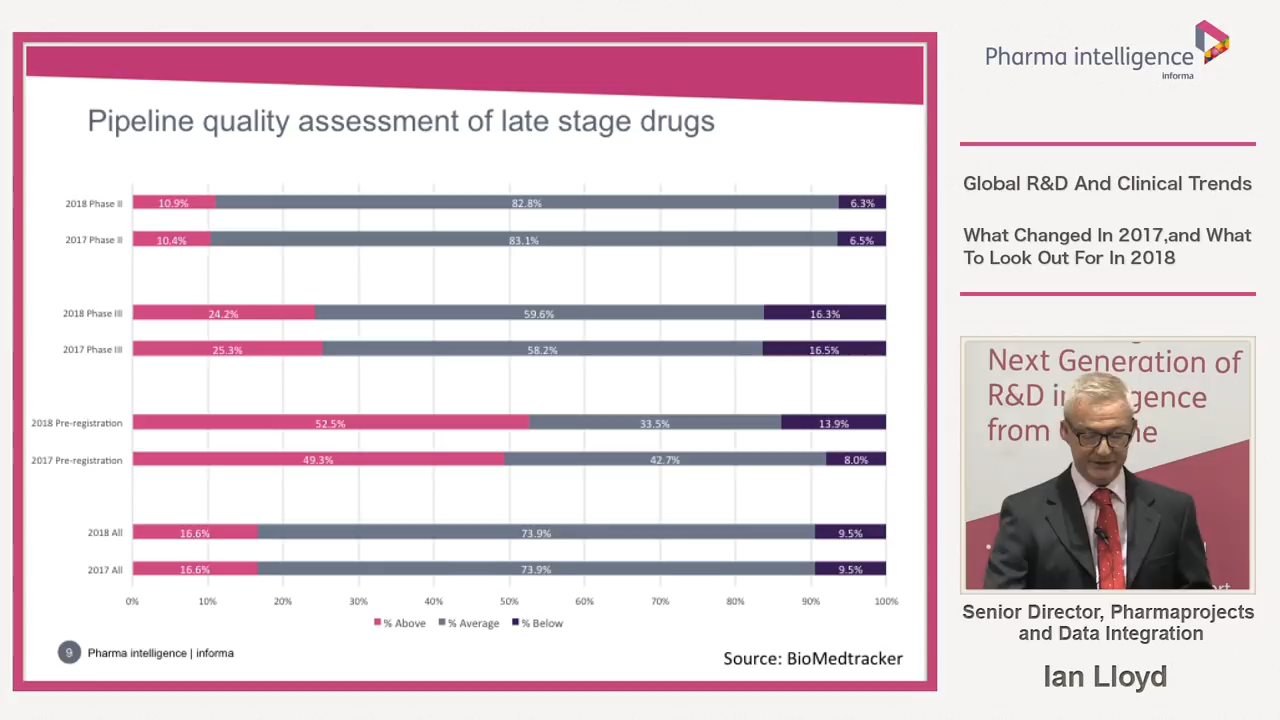 Pipeline quality assessment of late stage drugs
2018 Phase II
10.9%
82.8%
6.3%
2017 Phase II
10.4%
83.1%
6.5%
2018 Phase III
24.2%
59.6%
16.3%
2017 Phase III
25.3%
58.2%
16.5%
2018 Pre-registration
52.5%
33.5%
13.9%
2017 Pre-registration
49.3%
42.7%
8.0%
2018 All
16.6%
73.9%
9.5%
2017 All
16.6%
73.9%
9.5%
0% 10% 20% 30% 40% 50% 60% 70% 80% 90% 100%
% Above % Average % Below
9 Pharma intelligence | informa
Source: BioMedtracker
Pharma intelligence
informa
Global R&D And Clinical Trends
What Changed In 2017,and What
To Look Out For In 2018
Next Generation of
Senior Director, Pharmaprojects
and Data Integration
Ian Lloyd